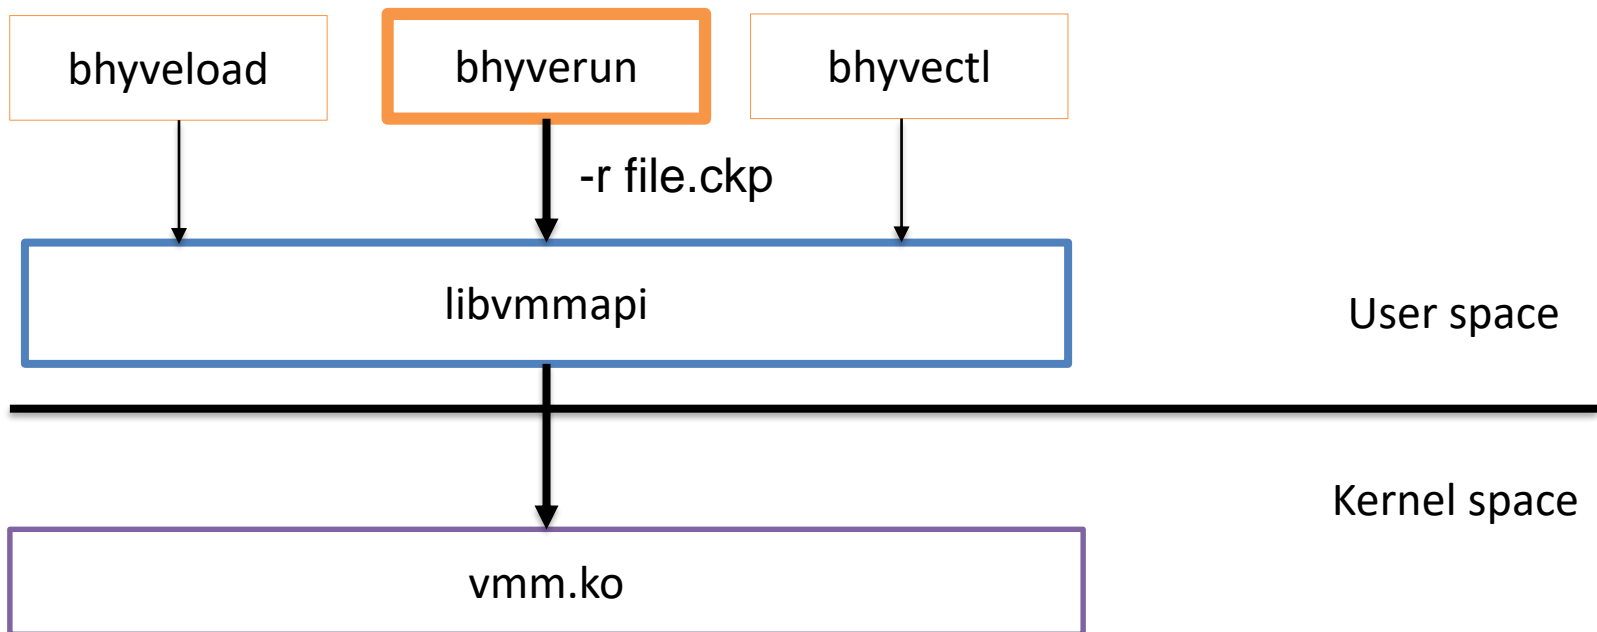 bhyveload
bhyverun
bhyvectl
-r file.ckp
libvmmapi
User space
Kernel space
vmm.ko